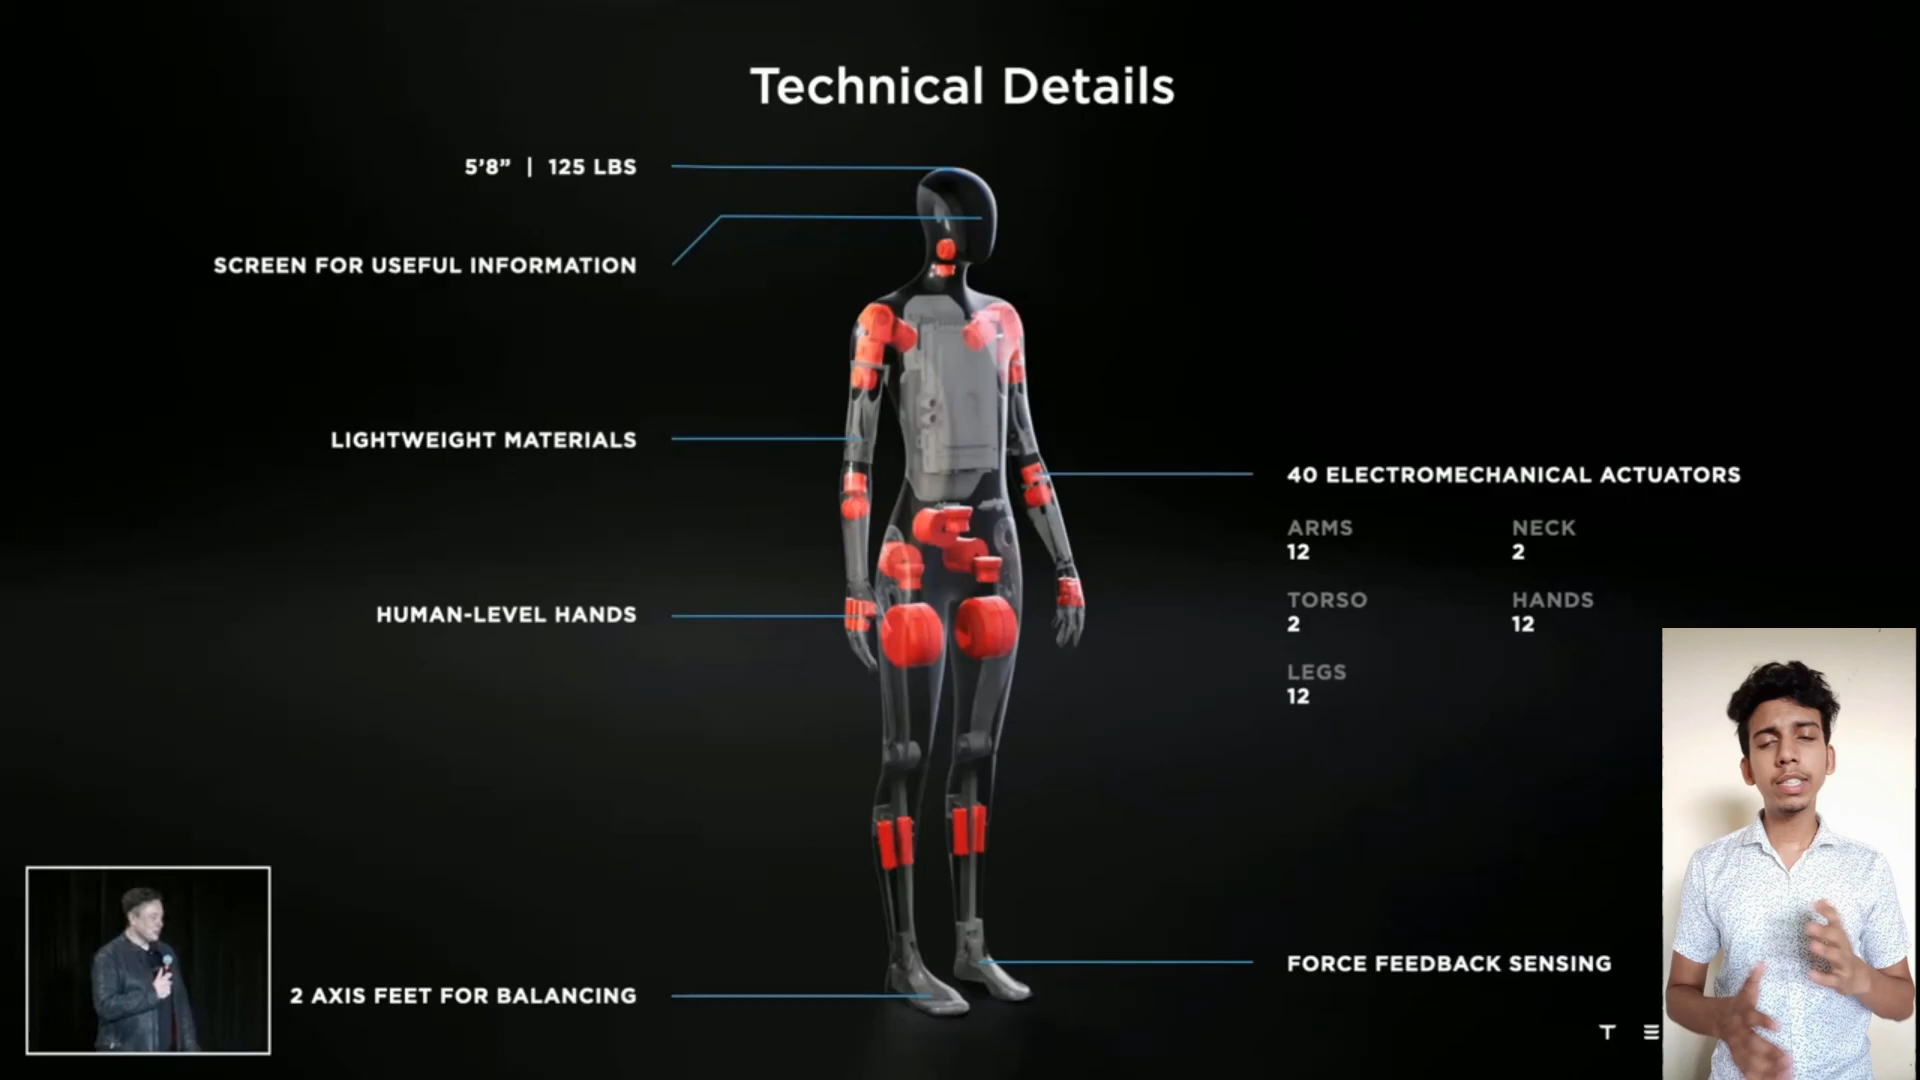 Technical Details
5’8” | 125 LBS
SCREEN FOR USEFUL INFORMATION
LIGHTWEIGHT MATERIALS
HUMAN-LEVEL HANDS
2 AXIS FEET FOR BALANCING
40 ELECTROMECHANICAL ACTUATORS
ARMS NECK
12 2
TORSO HANDS
2 12
LEGS
12
FORCE FEEDBACK SENSING
T E